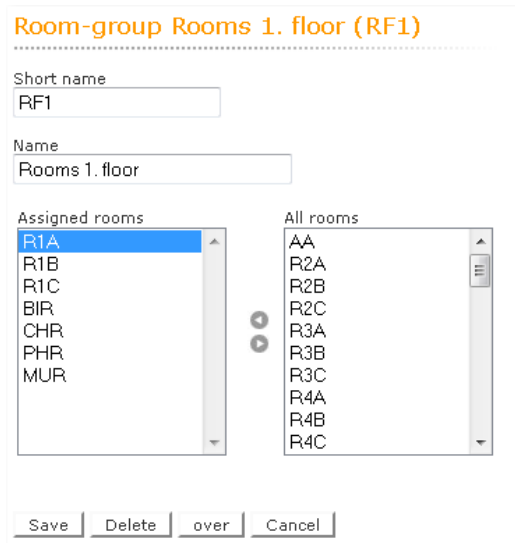 Room-group Rooms 1. floor (RF1)
Short name
RF1
Name
Rooms 1. floor
Assigned rooms
R1A
R1B
R1C
BIR
CHR
PHR
MUR
All rooms
AA
R2A
R2B
R2C
R3A
R3B
R3C
R4A
R4B
R4C
Save Delete over Cancel